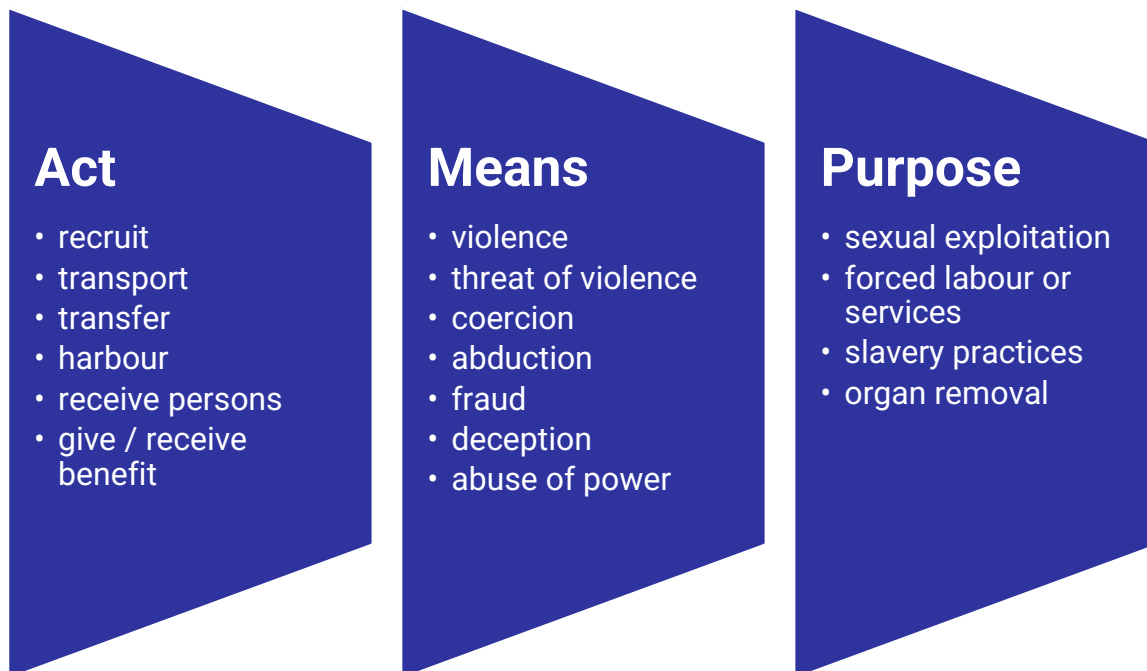 Act
• recruit
• transport
• transfer
• harbour
• receive persons
• give / receive
benefit
Means
• violence
• threat of violence
• coercion
• abduction
• fraud
• deception
• abuse of power
Purpose
• sexual exploitation
• forced labour or
services
• slavery practices
• organ removal